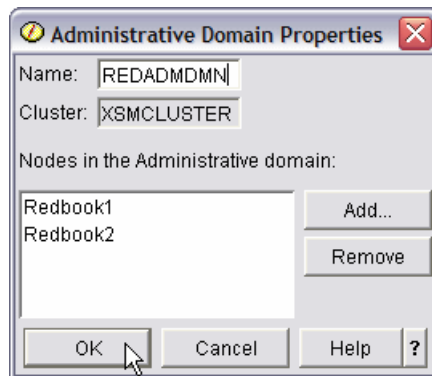 Administrative Domain Properties
Name: REDADMDMN
Cluster: XSMCLUSTER
Nodes in the Administrative domain:
Redbook1
Redbook2
Add...
Remove
OK Cancel Help ?